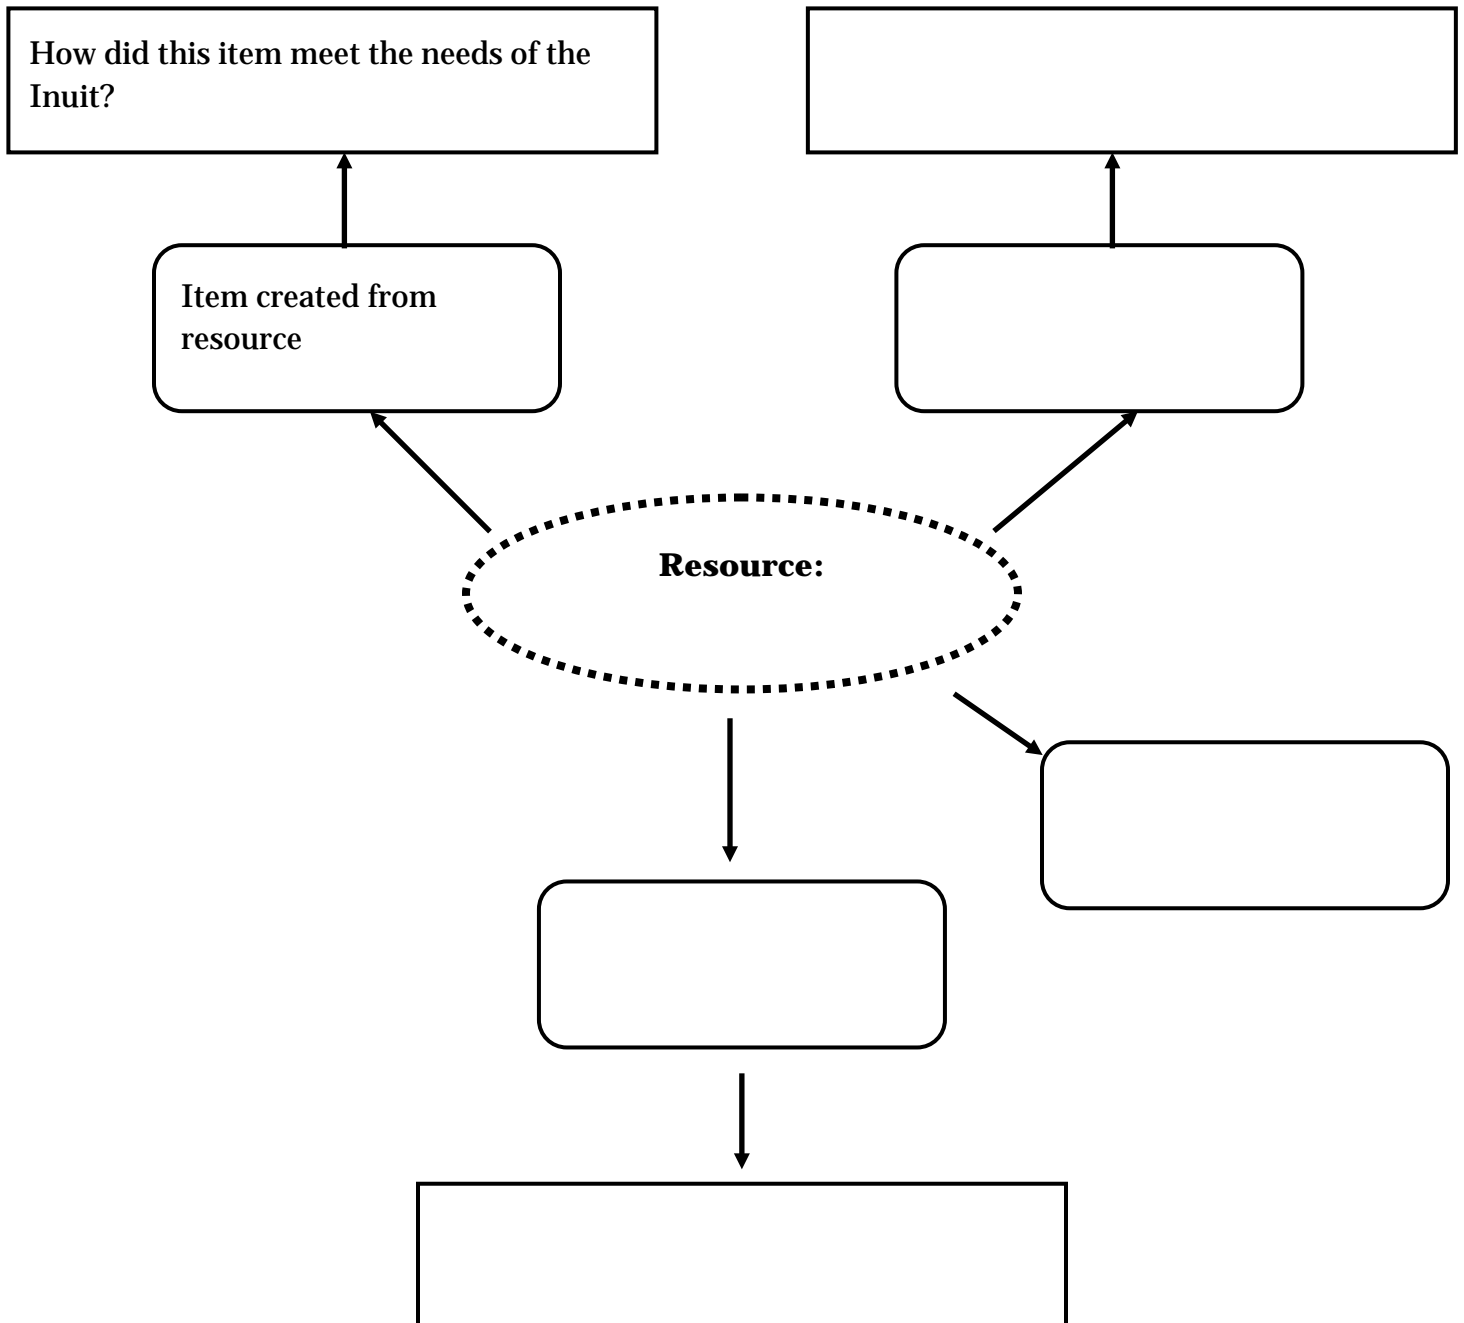 How did this item meet the needs of the
Inuit?
Item created from
resource
Resource: